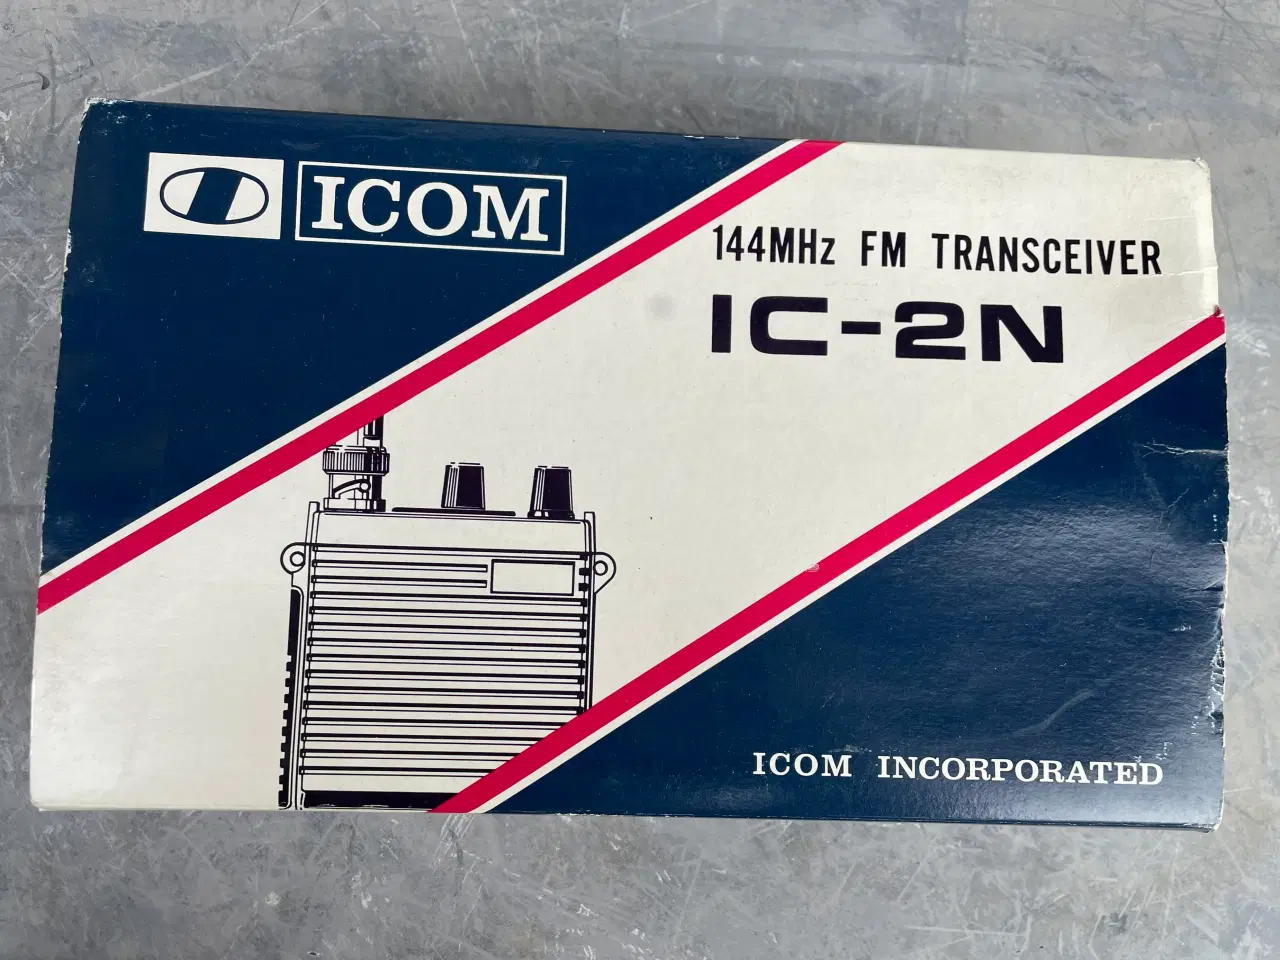 ICOM
144MHz FM TRANSCEIVER
IC-2N
ICOM INCORPORATED